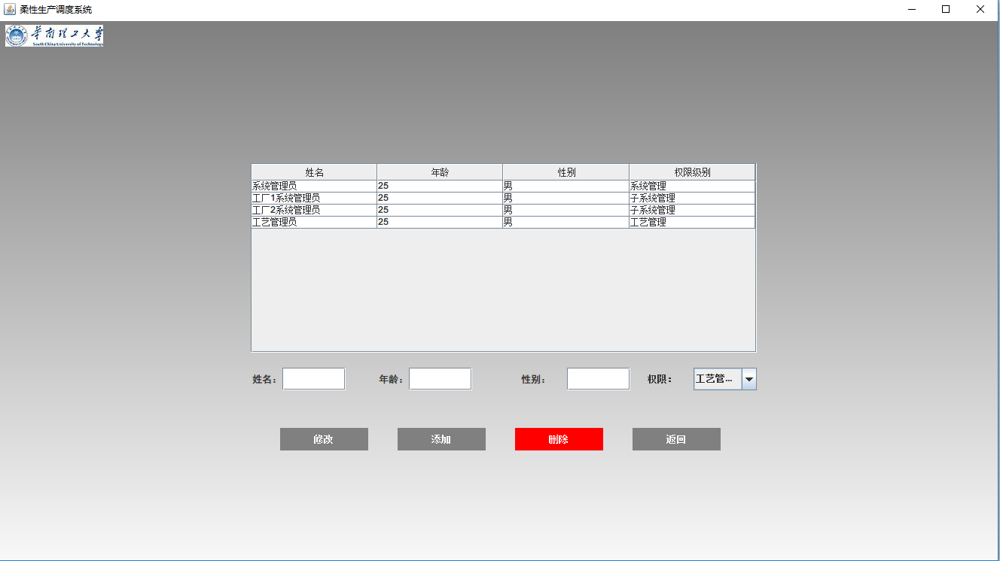 柔性生产调度系统
华南理工大学
South China University of Technology
姓名 年龄 性别 权限级别
系统管理员 25 男 系统管理
工厂1系统管理员 25 男 子系统管理
工厂2系统管理员 25 男 子系统管理
工艺管理员 25 男 工艺管理
姓名： 年龄： 性别： 权限： 工艺管...
修改 添加 删除 返回